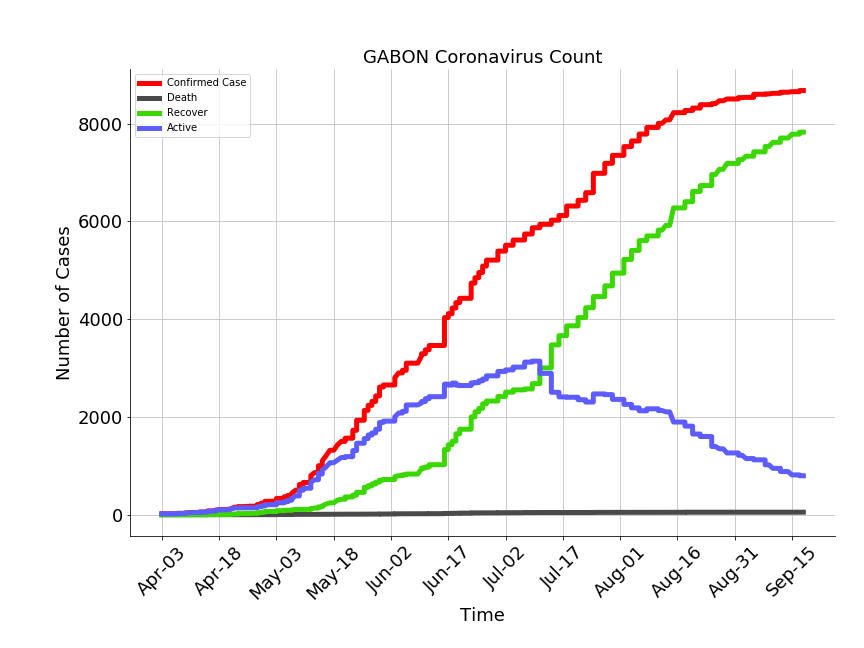 GABON Coronavirus Count
Confirmed Case
Death
Recover
Active
8000
6000
4000
2000
0
Number of Cases
Apr-03
Apr-18
May-03
May-18
Jun-02
Jun-17
Jul-02
Jul-17
Aug-01
Aug-16
Aug-31
Sep-15
Time